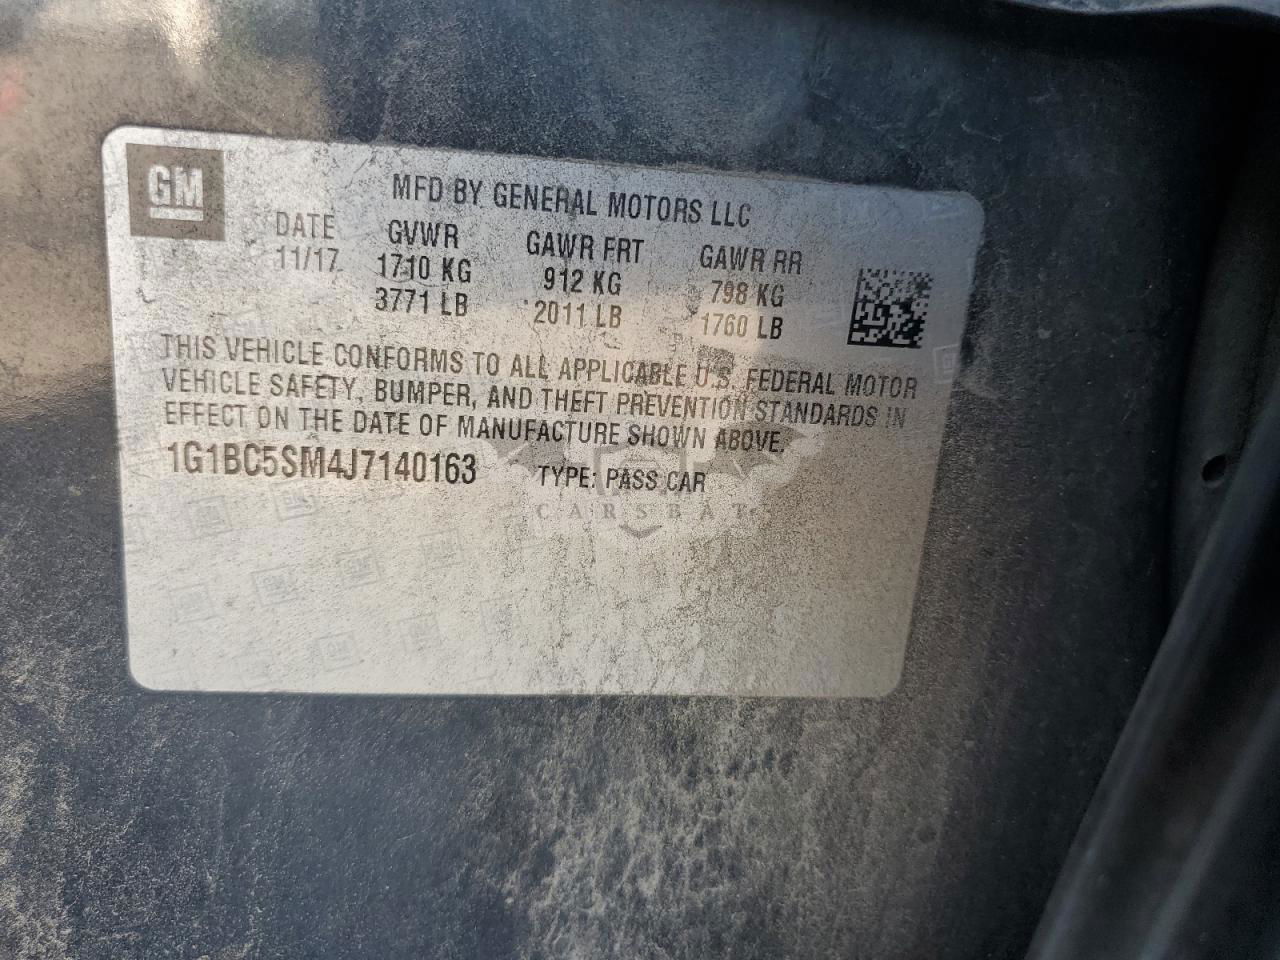 GM
MFD BY GENERAL MOTORS LLC
DATE GVWR GAWR FRT GAWR RR
11/17 1710 KG 912 KG 798 KG
3771 LB 2011 LB 1760 LB
THIS VEHICLE CONFORMS TO ALL APPLICABLE U.S. FEDERAL MOTOR
VEHICLE SAFETY, BUMPER, AND THEFT PREVENTION STANDARDS IN
EFFECT ON THE DATE OF MANUFACTURE SHOWN ABOVE.
1G1BC5SM4J7140163 TYPE: PASS CAR
CARSBATS